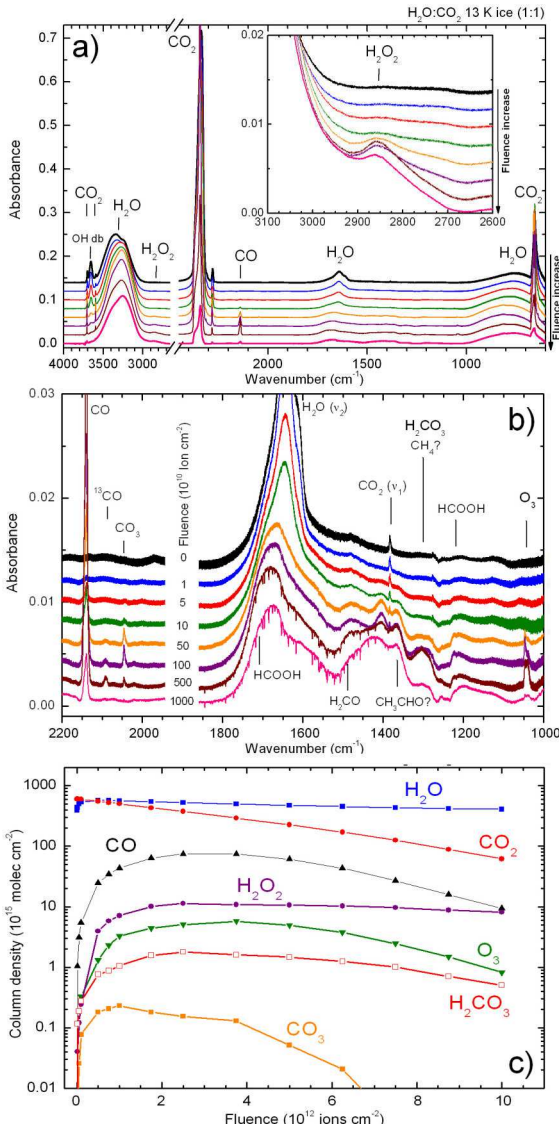 H₂O:CO₂ 13 K ice (1:1)
a)
CO₂
H₂O₂
Fluence increase
0.01
0.00
3100 3000 2900 2800 2700 2600
Absorbance
0.7
0.6
0.5
0.4
0.3
0.2
0.1
0.0
CO₂
H₂O
OH db
H₂O₂
CO
H₂O
H₂O
CO₂
Fluence increase
4000 3500 3000 2000 1500 1000
Wavenumber (cm⁻¹)
b)
Absorbance
0.03
0.02
0.01
0.00
CO
¹³CO
CO₃
Fluence (10¹⁰ Ion cm⁻²)
0
1
5
10
50
100
500
1000
H₂O (ν₂)
CO₂ (ν₁)
H₂CO₃
CH₄?
HCOOH
O₃
HCOOH
H₂CO
CH₃CHO?
2200 2100 2000 1900 1800 1600 1400 1200 1000
Wavenumber (cm⁻¹)
Column density (10¹⁵ molec cm⁻²)
1000
100
10
1
0.1
0.01
H₂O
CO₂
CO
H₂O₂
O₃
H₂CO₃
CO₃
c)
0 2 4 6 8 10
Fluence (10¹² ions cm⁻²)